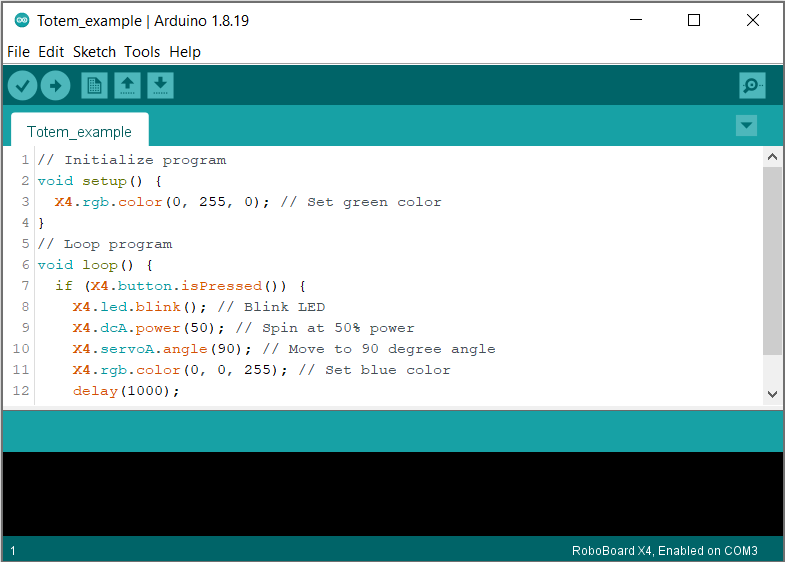 Totem_example | Arduino 1.8.19
File Edit Sketch Tools Help
Totem_example
1 // Initialize program
2 void setup() {
3   X4.rgb.color(0, 255, 0); // Set green color
4 }
5 // Loop program
6 void loop() {
7   if (X4.button.isPressed()) {
8     X4.led.blink(); // Blink LED
9     X4.dcA.power(50); // Spin at 50% power
10     X4.servoA.angle(90); // Move to 90 degree angle
11     X4.rgb.color(0, 0, 255); // Set blue color
12     delay(1000);
1 RoboBoard X4, Enabled on COM3